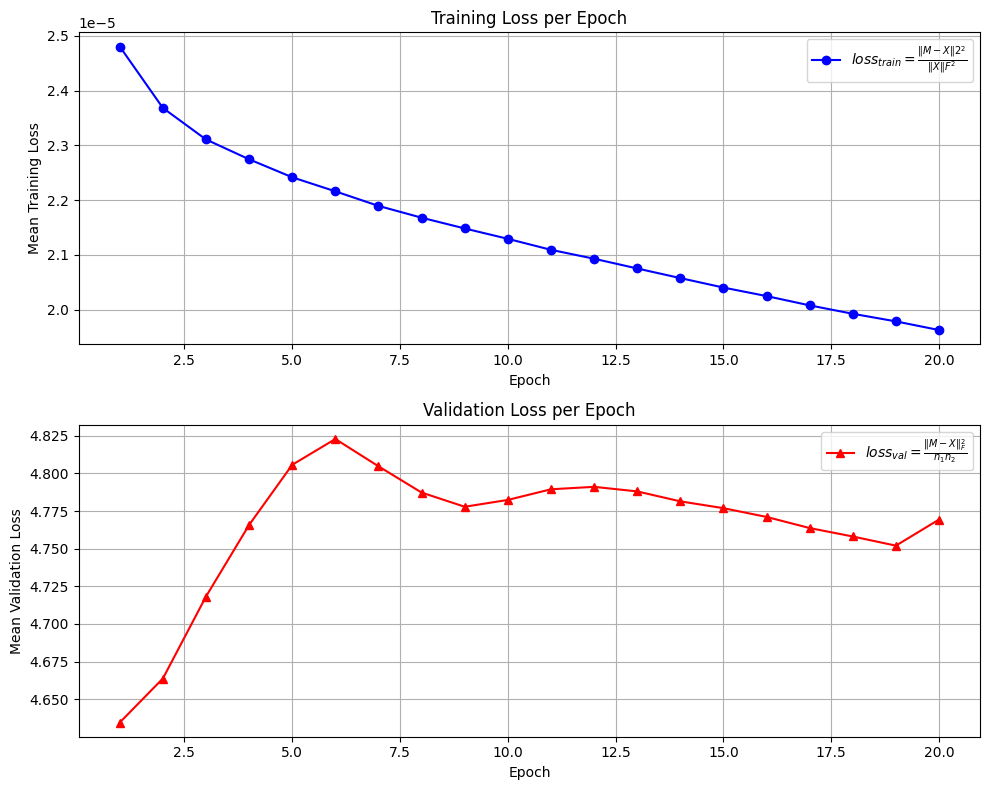 Training Loss per Epoch
1e−5
2.5
2.4
2.3
2.2
2.1
2.0
Mean Training Loss
loss_train = ‖M − X‖2² / ‖X‖F²
2.5 5.0 7.5 10.0 12.5 15.0 17.5 20.0
Epoch
Validation Loss per Epoch
4.825
4.800
4.775
4.750
4.725
4.700
4.675
4.650
Mean Validation Loss
loss_val = ‖M − X‖²_F / n₁n₂
2.5 5.0 7.5 10.0 12.5 15.0 17.5 20.0
Epoch